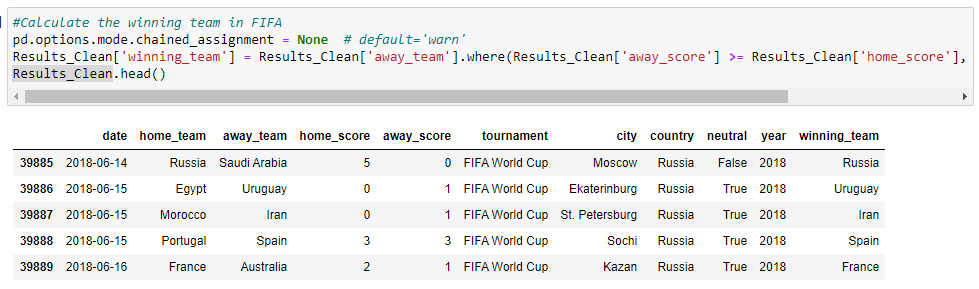 #Calculate the winning team in FIFA
pd.options.mode.chained_assignment = None  # default='warn'
Results_Clean['winning_team'] = Results_Clean['away_team'].where(Results_Clean['away_score'] >= Results_Clean['home_score'],
Results_Clean.head()
date home_team away_team home_score away_score tournament city country neutral year winning_team
39885 2018-06-14 Russia Saudi Arabia 5 0 FIFA World Cup Moscow Russia False 2018 Russia
39886 2018-06-15 Egypt Uruguay 0 1 FIFA World Cup Ekaterinburg Russia True 2018 Uruguay
39887 2018-06-15 Morocco Iran 0 1 FIFA World Cup St. Petersburg Russia True 2018 Iran
39888 2018-06-15 Portugal Spain 3 3 FIFA World Cup Sochi Russia True 2018 Spain
39889 2018-06-16 France Australia 2 1 FIFA World Cup Kazan Russia True 2018 France